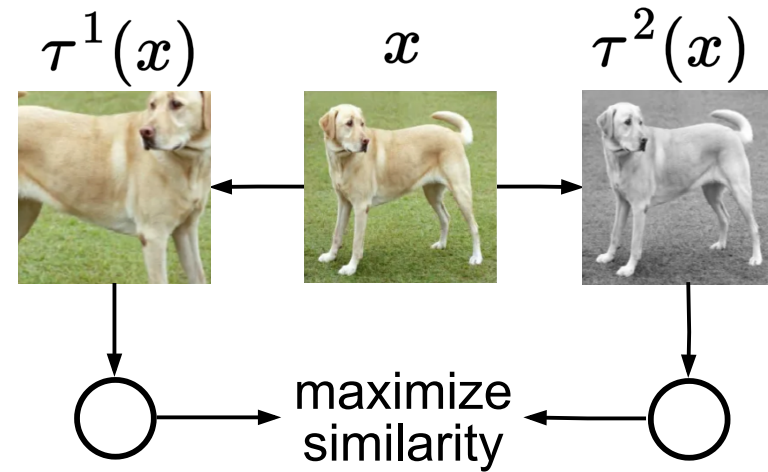 τ¹(x)
x
τ²(x)
maximize
similarity